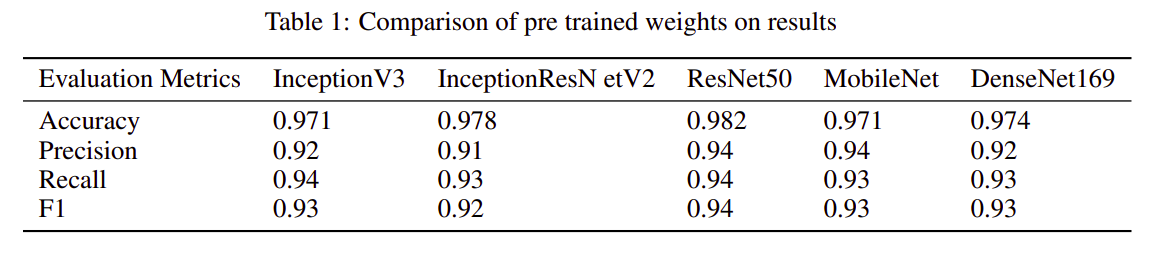 Table 1: Comparison of pre trained weights on results
Evaluation Metrics InceptionV3 InceptionResN etV2 ResNet50 MobileNet DenseNet169
Accuracy 0.971 0.978 0.982 0.971 0.974
Precision 0.92 0.91 0.94 0.94 0.92
Recall 0.94 0.93 0.94 0.93 0.93
F1 0.93 0.92 0.94 0.93 0.93